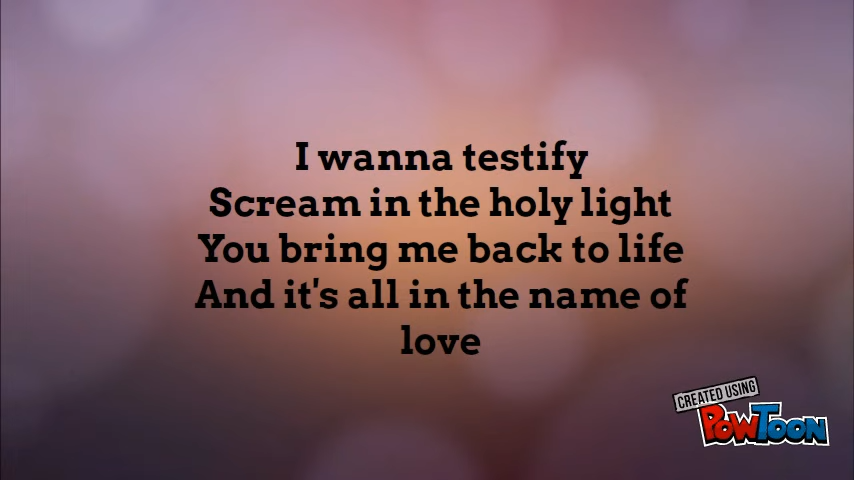 I wanna testify
Scream in the holy light
You bring me back to life
And it's all in the name of
love
CREATED USING
POWTOON